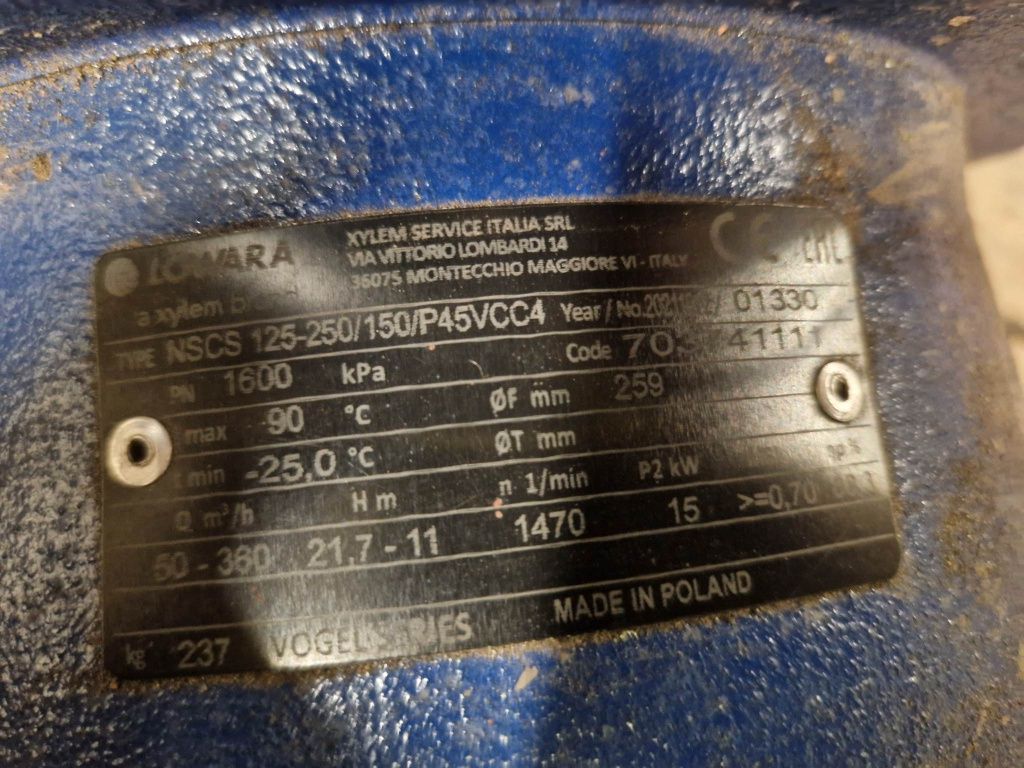 LOWARA
a xylem
XYLEM SERVICE ITALIA SRL
VIA VITTORIO LOMBARDI 14
36075 MONTECCHIO MAGGIORE VI - ITALY
CE EAC
TYPE NSCS 125-250/150/P45VCC4 Year / No. 01330
PN 1600 kPa Code 41111
max 90 °C ØF mm 259
t min -25,0 °C ØT mm
Q m³/h H m n 1/min P2 kW
50 - 360 21,7 - 11 1470 15 >=0,70
kg 237 VOGEL MADE IN POLAND